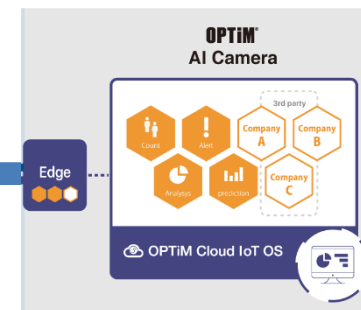 OPTiM®
AI Camera
3rd party
Count
Alert
Company
A
Company
B
Edge
Analysis
prediction
Company
C
OPTiM Cloud IoT OS